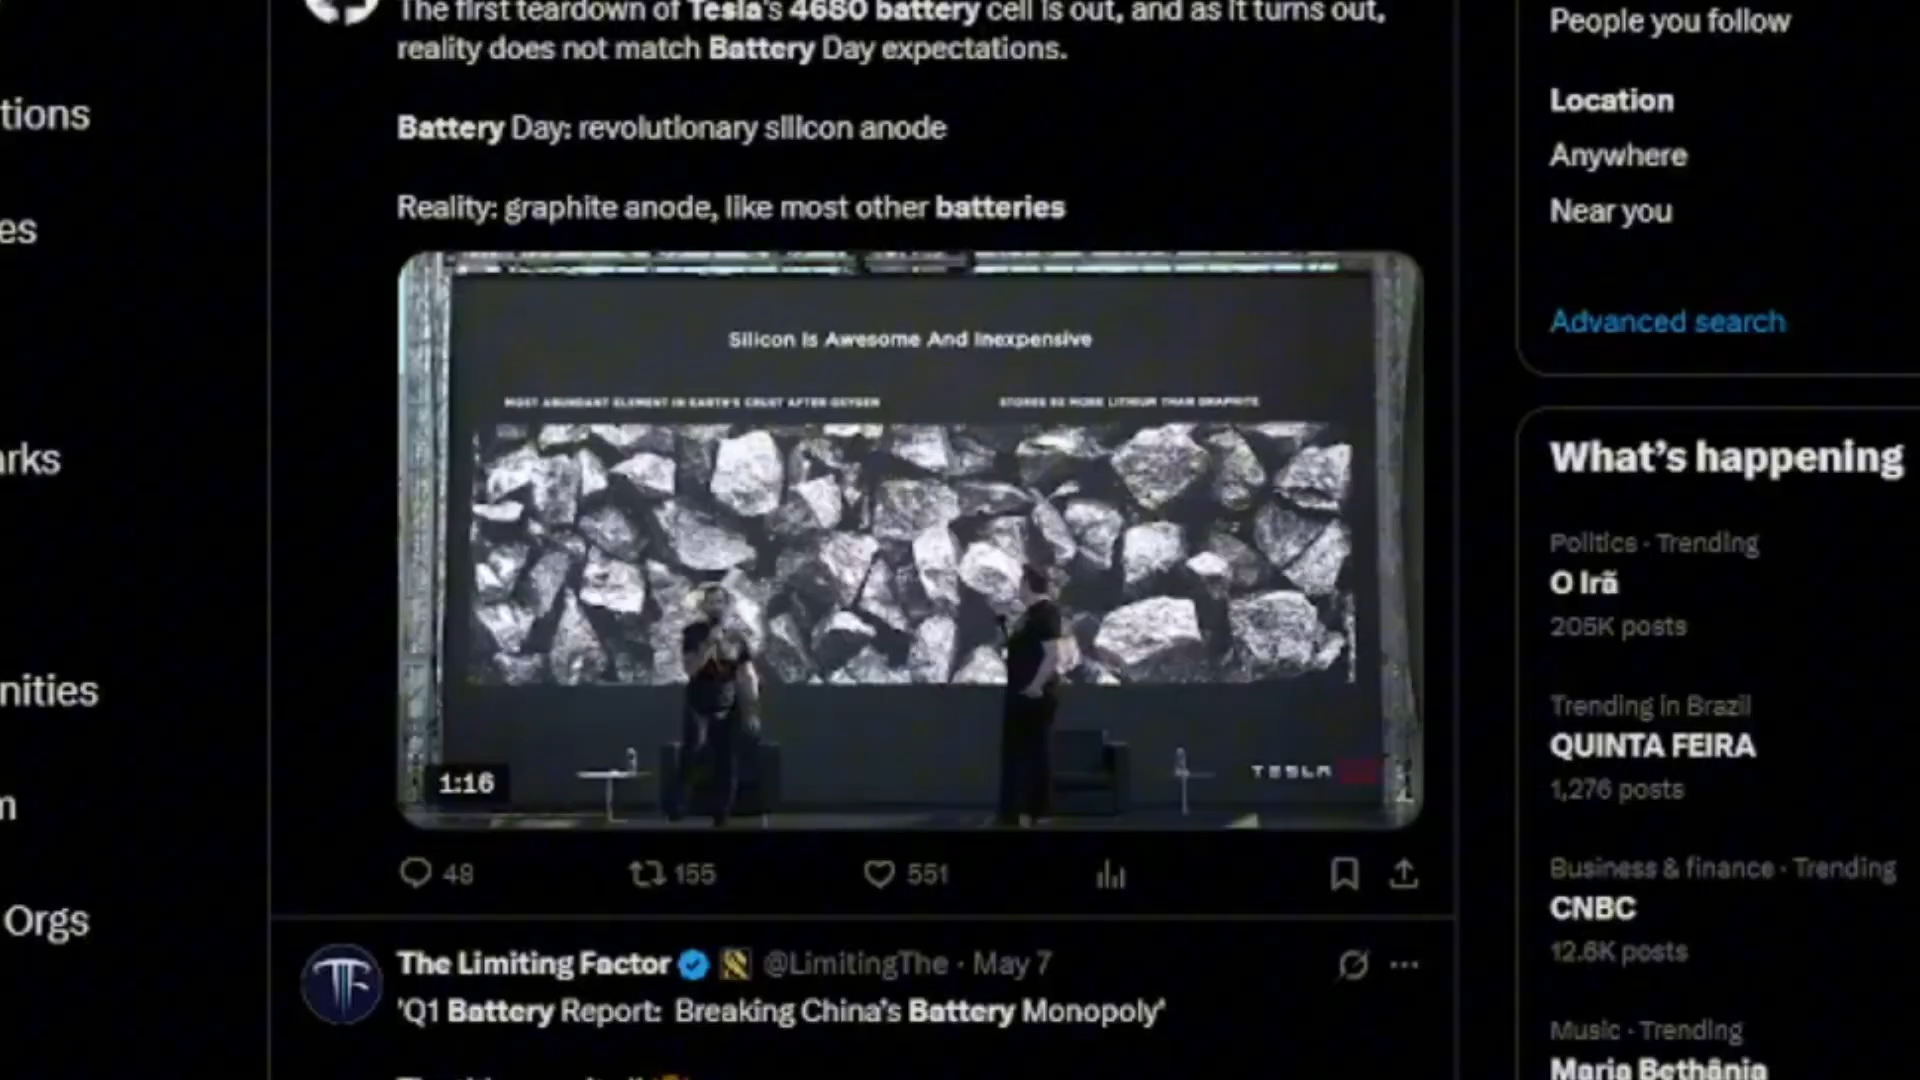 The first teardown of Tesla's 4680 battery cell is out, and as it turns out,
reality does not match Battery Day expectations.
Battery Day: revolutionary silicon anode
Reality: graphite anode, like most other batteries
Silicon Is Awesome And Inexpensive
MOST ABUNDANT ELEMENT IN EARTH'S CRUST AFTER OXYGEN
STORES 9X MORE LITHIUM THAN GRAPHITE
TESLA
1:16
48
155
551
The Limiting Factor @LimitingThe · May 7
'Q1 Battery Report: Breaking China's Battery Monopoly'
tions
es
arks
nities
m
Orgs
People you follow
Location
Anywhere
Near you
Advanced search
What's happening
Politics · Trending
O Irã
205K posts
Trending in Brazil
QUINTA FEIRA
1,276 posts
Business & finance · Trending
CNBC
12.6K posts
Music · Trending
Maria Bethânia